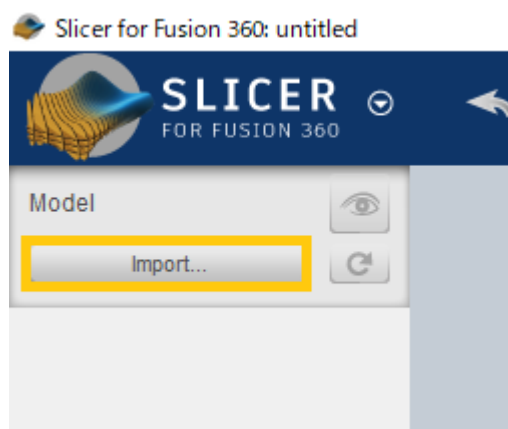 Slicer for Fusion 360: untitled
SLICER
FOR FUSION 360
Model
Import...